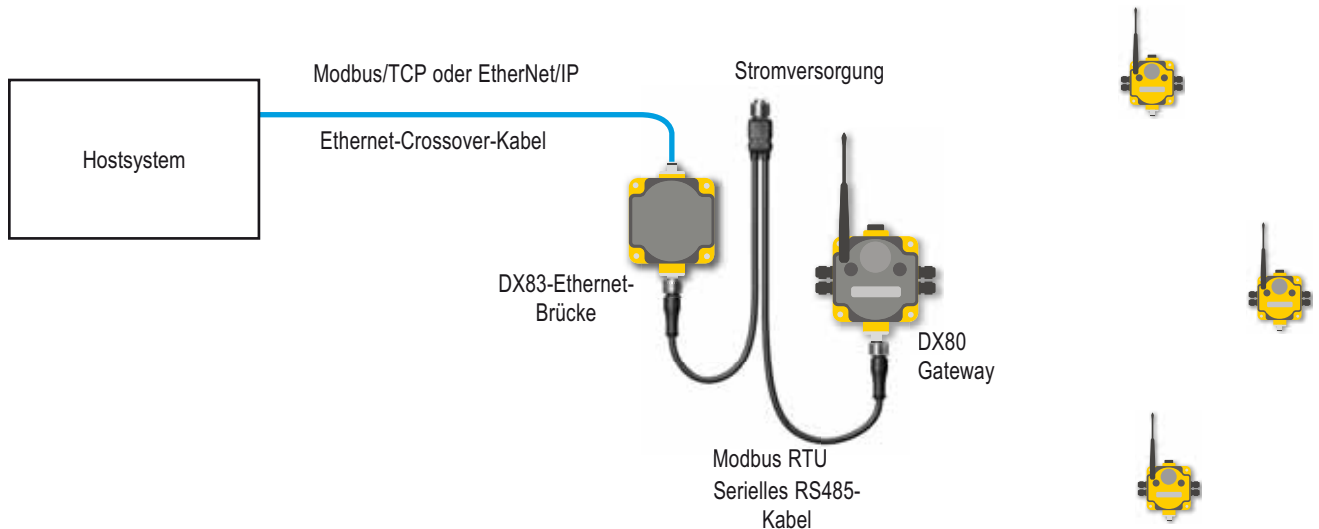 Modbus/TCP oder EtherNet/IP
Stromversorgung
Ethernet-Crossover-Kabel
Hostsystem
DX83-Ethernet-
Brücke
DX80
Gateway
Modbus RTU
Serielles RS485-
Kabel